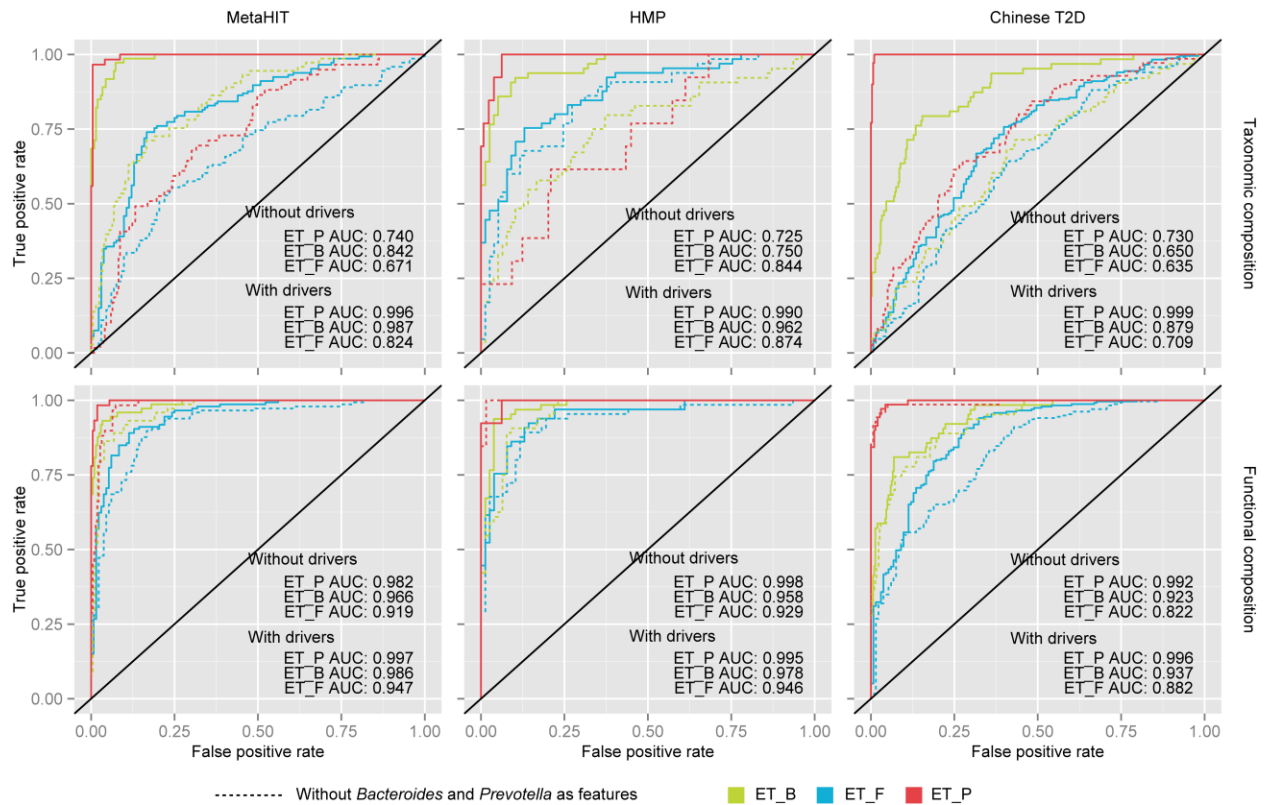 MetaHIT
HMP
Chinese T2D
1.00
0.75
0.50
0.25
0.00
True positive rate
Without drivers
ET_P AUC: 0.740
ET_B AUC: 0.842
ET_F AUC: 0.671
With drivers
ET_P AUC: 0.996
ET_B AUC: 0.987
ET_F AUC: 0.824
Without drivers
ET_P AUC: 0.725
ET_B AUC: 0.750
ET_F AUC: 0.844
With drivers
ET_P AUC: 0.990
ET_B AUC: 0.962
ET_F AUC: 0.874
Without drivers
ET_P AUC: 0.730
ET_B AUC: 0.650
ET_F AUC: 0.635
With drivers
ET_P AUC: 0.999
ET_B AUC: 0.879
ET_F AUC: 0.709
Taxonomic composition
1.00
0.75
0.50
0.25
0.00
True positive rate
Without drivers
ET_P AUC: 0.982
ET_B AUC: 0.966
ET_F AUC: 0.919
With drivers
ET_P AUC: 0.997
ET_B AUC: 0.986
ET_F AUC: 0.947
Without drivers
ET_P AUC: 0.998
ET_B AUC: 0.958
ET_F AUC: 0.929
With drivers
ET_P AUC: 0.995
ET_B AUC: 0.978
ET_F AUC: 0.946
Without drivers
ET_P AUC: 0.992
ET_B AUC: 0.923
ET_F AUC: 0.822
With drivers
ET_P AUC: 0.996
ET_B AUC: 0.937
ET_F AUC: 0.882
Functional composition
0.00 0.25 0.50 0.75 1.00
0.00 0.25 0.50 0.75 1.00
0.00 0.25 0.50 0.75 1.00
False positive rate
False positive rate
False positive rate
Without Bacteroides and Prevotella as features
ET_B
ET_F
ET_P